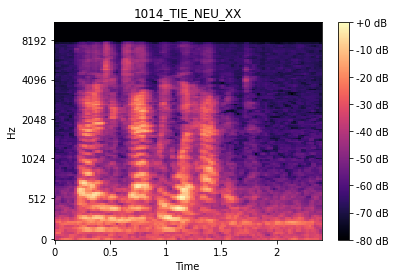 1014_TIE_NEU_XX
+0 dB
8192
-10 dB
4096
-20 dB
-30 dB
2048
Hz
-40 dB
1024
-50 dB
512
-60 dB
-70 dB
0
-80 dB
0
0.5
1
1.5
2
Time